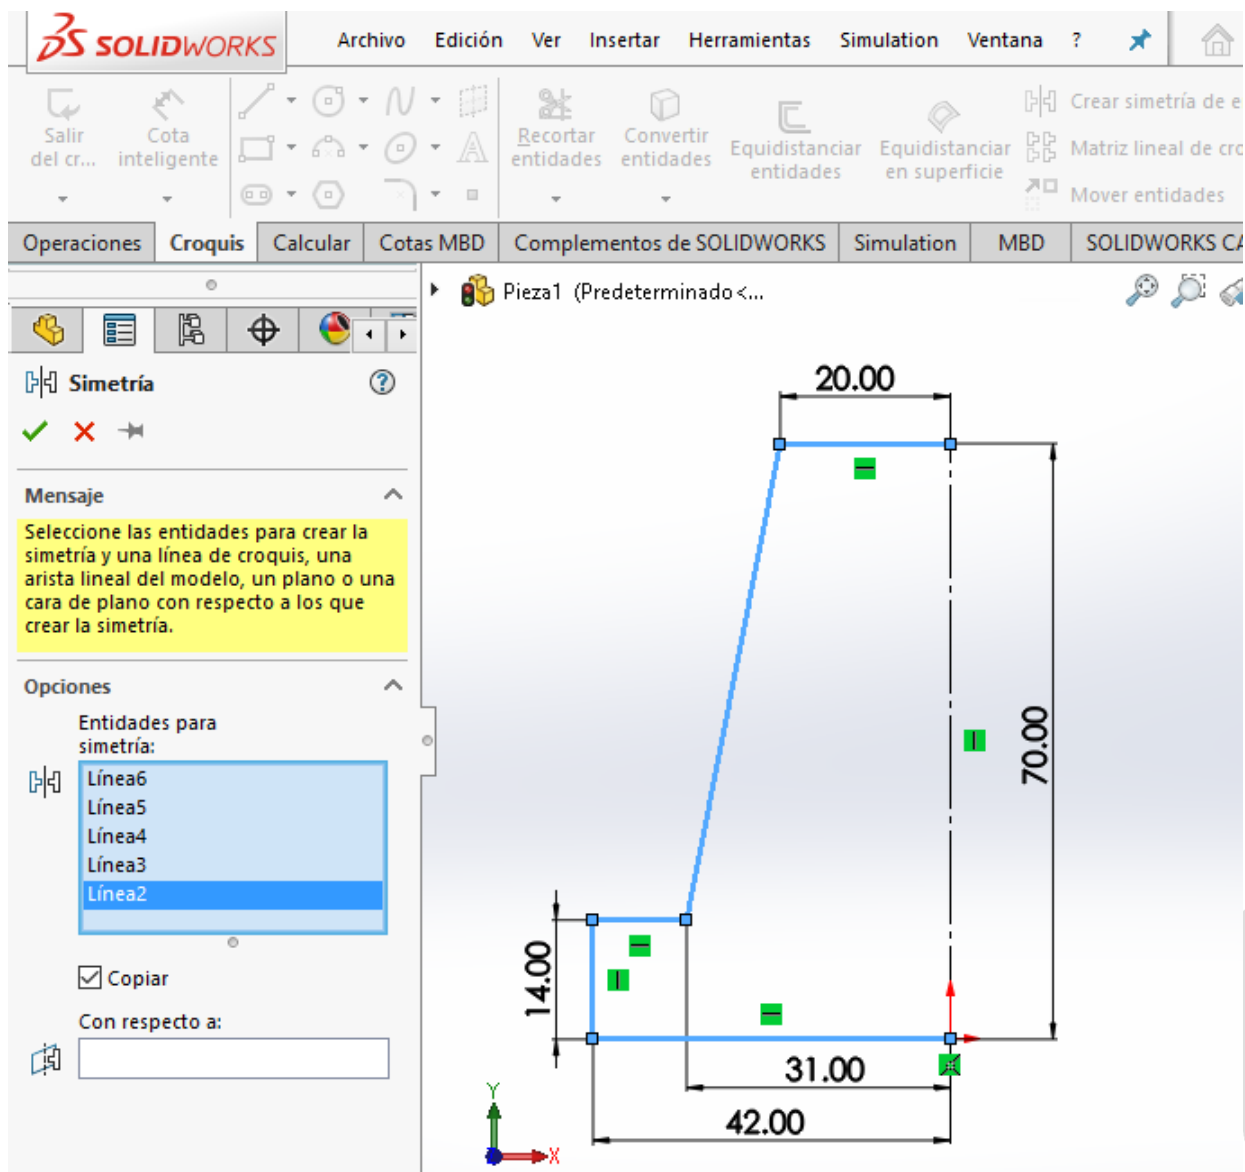 SOLIDWORKS
Archivo Edición Ver Insertar Herramientas Simulation Ventana ?
Salir del cr...
Cota inteligente
Recortar entidades
Convertir entidades
Equidistanciar entidades
Equidistanciar en superficie
Crear simetría de e
Matriz lineal de cro
Mover entidades
Operaciones Croquis Calcular Cotas MBD Complementos de SOLIDWORKS Simulation MBD SOLIDWORKS CA
Pieza1 (Predeterminado<...
Simetría
Mensaje
Seleccione las entidades para crear la
simetría y una línea de croquis, una
arista lineal del modelo, un plano o una
cara de plano con respecto a los que
crear la simetría.
Opciones
Entidades para
simetría:
Línea6
Línea5
Línea4
Línea3
Línea2
Copiar
Con respecto a:
20.00
70.00
14.00
31.00
42.00
Y
X